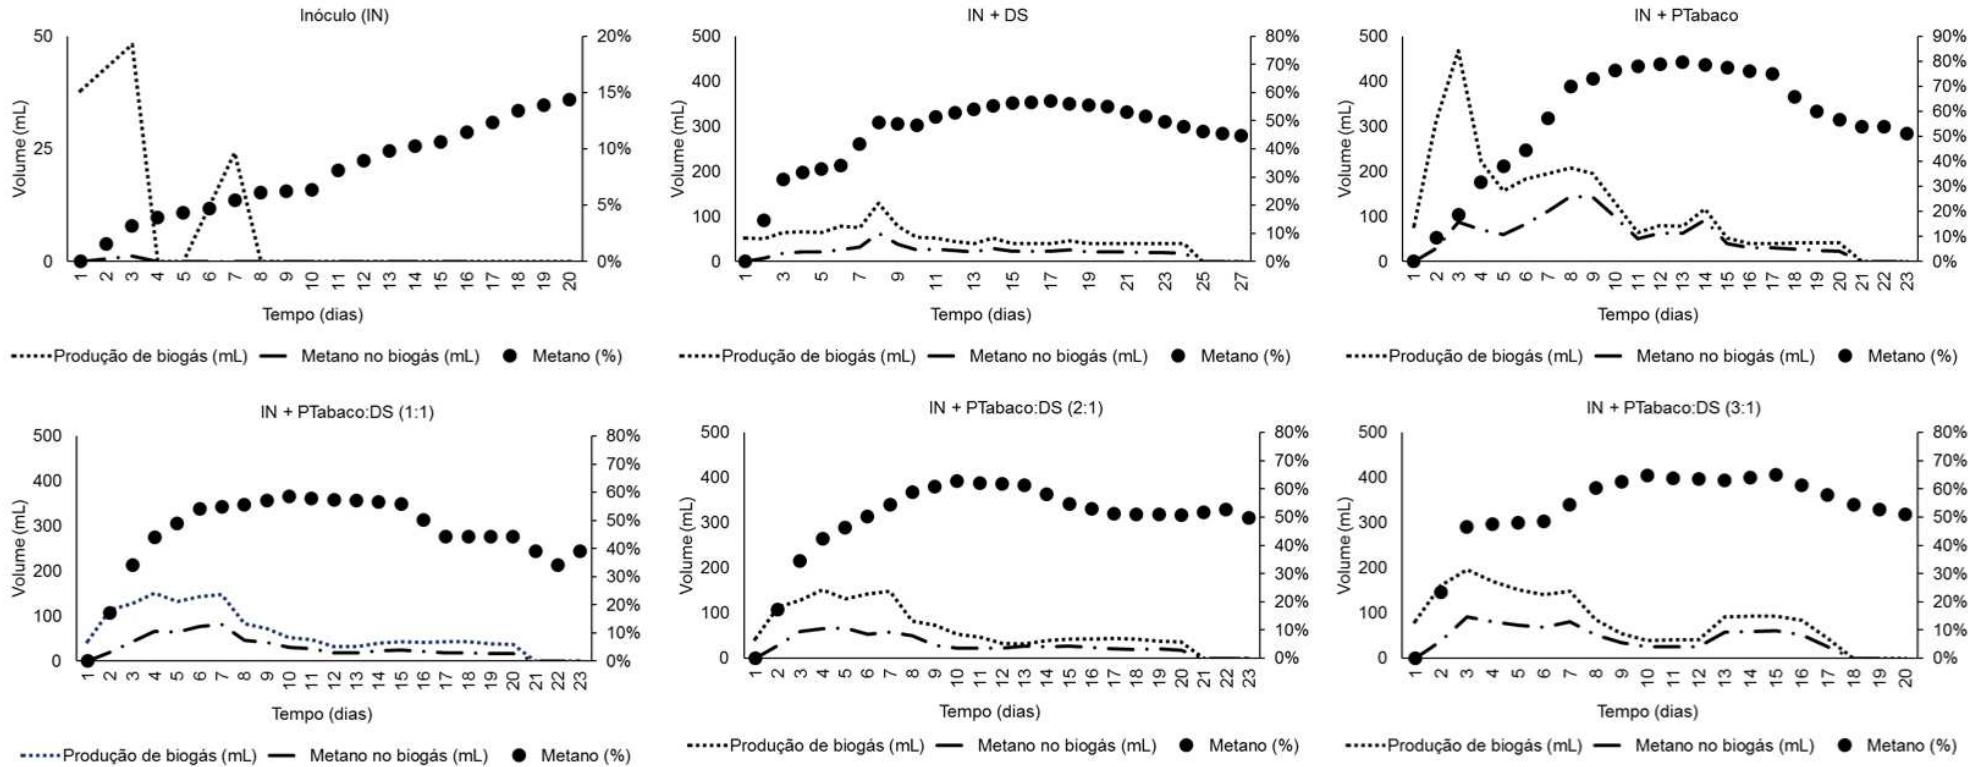 Inóculo (IN)
50
25
0
20%
15%
10%
5%
0%
Volume (mL)
1 2 3 4 5 6 7 8 9 10 11 12 13 14 15 16 17 18 19 20
Tempo (dias)
Produção de biogás (mL) Metano no biogás (mL) Metano (%)
IN + DS
500
400
300
200
100
0
80%
70%
60%
50%
40%
30%
20%
10%
0%
Volume (mL)
1 3 5 7 9 11 13 15 17 19 21 23 25 27
Tempo (dias)
Produção de biogás (mL) Metano no biogás (mL) Metano (%)
IN + PTabaco
500
400
300
200
100
0
90%
80%
70%
60%
50%
40%
30%
20%
10%
0%
Volume (mL)
1 2 3 4 5 6 7 8 9 10 11 12 13 14 15 16 17 18 19 20 21 22 23
Tempo (dias)
Produção de biogás (mL) Metano no biogás (mL) Metano (%)
IN + PTabaco:DS (1:1)
500
400
300
200
100
0
80%
70%
60%
50%
40%
30%
20%
10%
0%
Volume (mL)
1 2 3 4 5 6 7 8 9 10 11 12 13 14 15 16 17 18 19 20 21 22 23
Tempo (dias)
Produção de biogás (mL) Metano no biogás (mL) Metano (%)
IN + PTabaco:DS (2:1)
500
400
300
200
100
0
80%
70%
60%
50%
40%
30%
20%
10%
0%
Volume (mL)
1 2 3 4 5 6 7 8 9 10 11 12 13 14 15 16 17 18 19 20 21 22 23
Tempo (dias)
Produção de biogás (mL) Metano no biogás (mL) Metano (%)
IN + PTabaco:DS (3:1)
500
400
300
200
100
0
80%
70%
60%
50%
40%
30%
20%
10%
0%
Volume (mL)
1 2 3 4 5 6 7 8 9 10 11 12 13 14 15 16 17 18 19 20
Tempo (dias)
Produção de biogás (mL) Metano no biogás (mL) Metano (%)